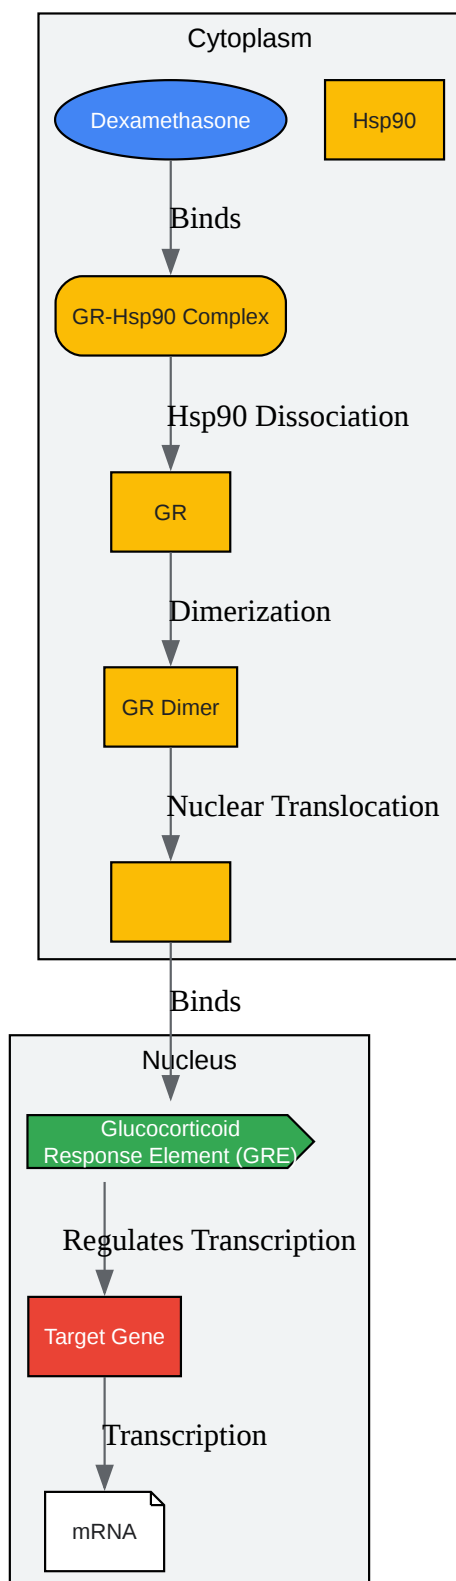 Cytoplasm
Dexamethasone
Hsp90
Binds
GR-Hsp90 Complex
Hsp90 Dissociation
GR
Dimerization
GR Dimer
Nuclear Translocation
Binds
Nucleus
Glucocorticoid
Response Element (GRE)
Regulates Transcription
Target Gene
Transcription
mRNA